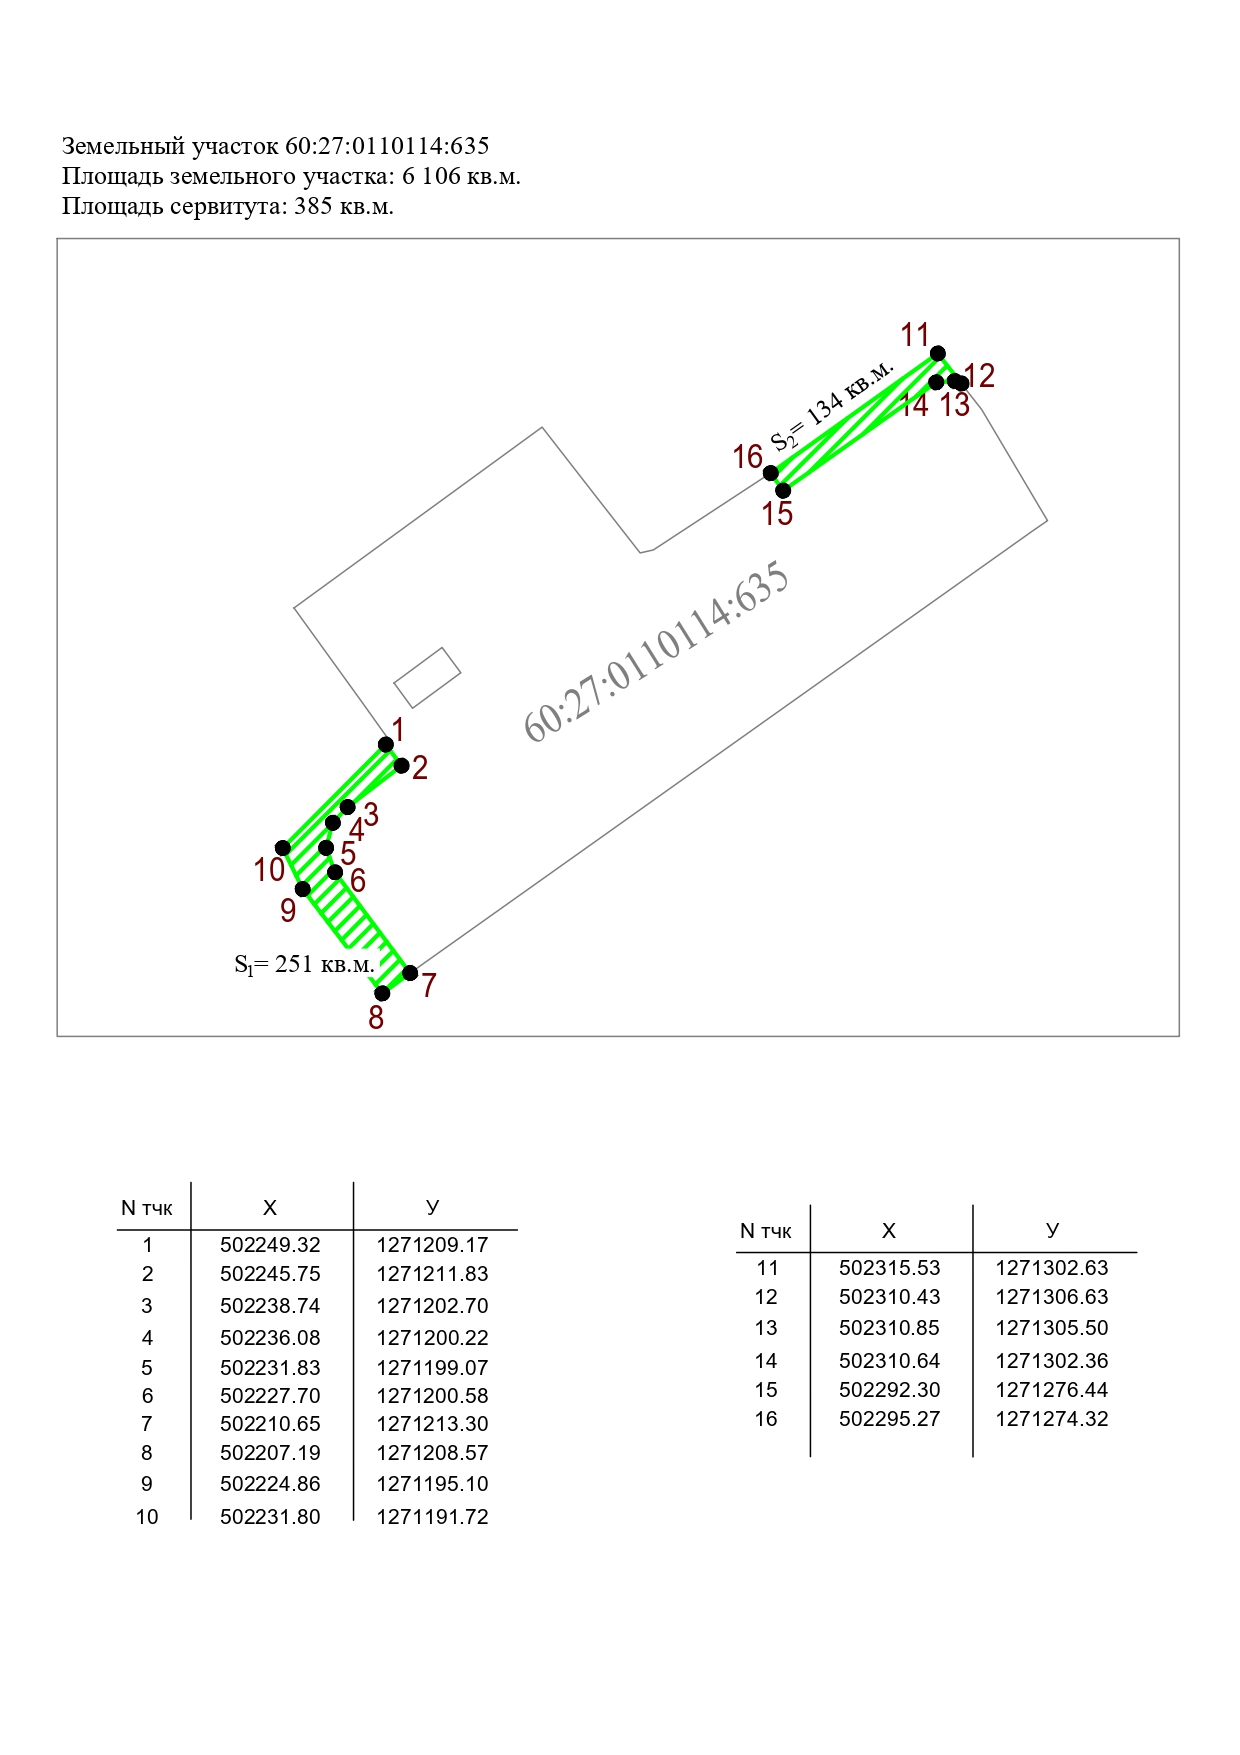 Земельный участок 60:27:0110114:635
Площадь земельного участка: 6 106 кв.м.
Площадь сервитута: 385 кв.м.
11
12
13
14
S2= 134 кв.м.
16
15
60:27:0110114:635
1
2
3
4
5
6
10
9
S1= 251 кв.м.
7
8
N тчк X У
1 502249.32 1271209.17
2 502245.75 1271211.83
3 502238.74 1271202.70
4 502236.08 1271200.22
5 502231.83 1271199.07
6 502227.70 1271200.58
7 502210.65 1271213.30
8 502207.19 1271208.57
9 502224.86 1271195.10
10 502231.80 1271191.72
N тчк X У
11 502315.53 1271302.63
12 502310.43 1271306.63
13 502310.85 1271305.50
14 502310.64 1271302.36
15 502292.30 1271276.44
16 502295.27 1271274.32